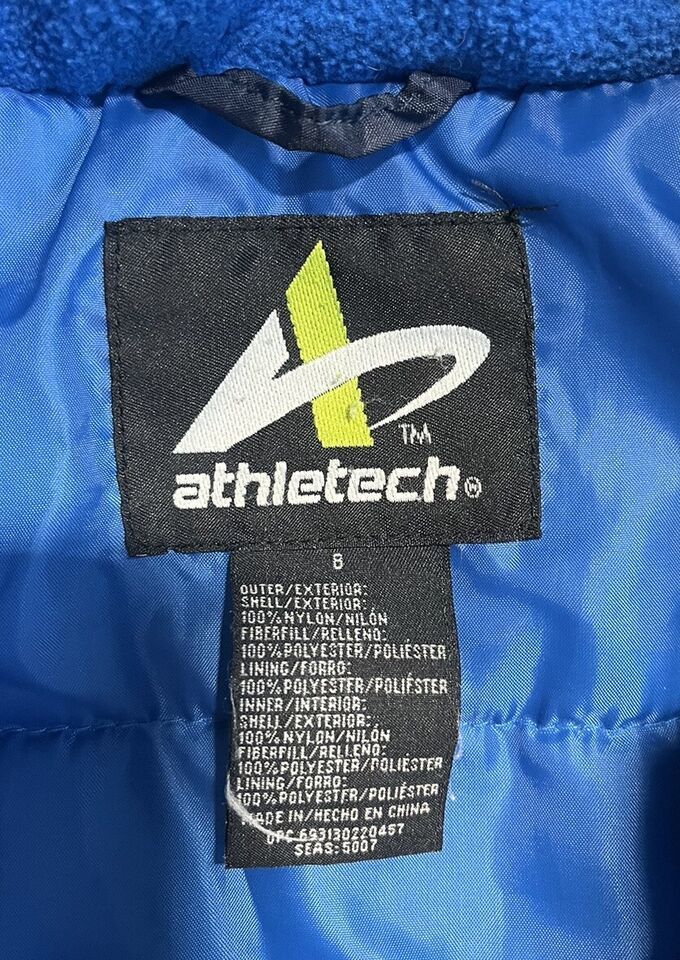 TM
athletech®
8
OUTER/EXTERIOR:
SHELL/EXTERIOR:
100%NYLON/NILÓN
FIBERFILL/RELLENO:
100%POLYESTER/POLIÉSTER
LINING/FORRO:
100%POLYESTER/POLIÉSTER
INNER/INTERIOR:
SHELL/EXTERIOR:
100%NYLON/NILÓN
FIBERFILL/RELLENO:
100%POLYESTER/POLIÉSTER
LINING/FORRO:
100%POLYESTER/POLIÉSTER
MADE IN/HECHO EN CHINA
UPC 693130220457
SEAS: 5007